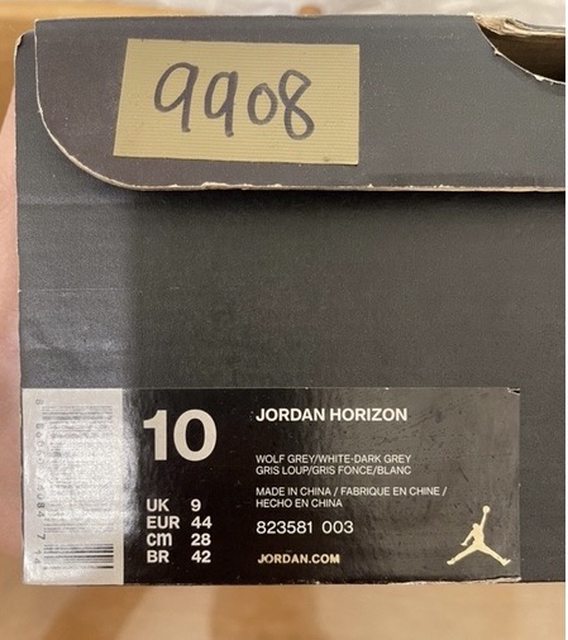 9908
10
JORDAN HORIZON
WOLF GREY/WHITE-DARK GREY
GRIS LOUP/GRIS FONCE/BLANC
MADE IN CHINA / FABRIQUE EN CHINE /
HECHO EN CHINA
823581 003
JORDAN.COM
UK 9
EUR 44
cm 28
BR 42